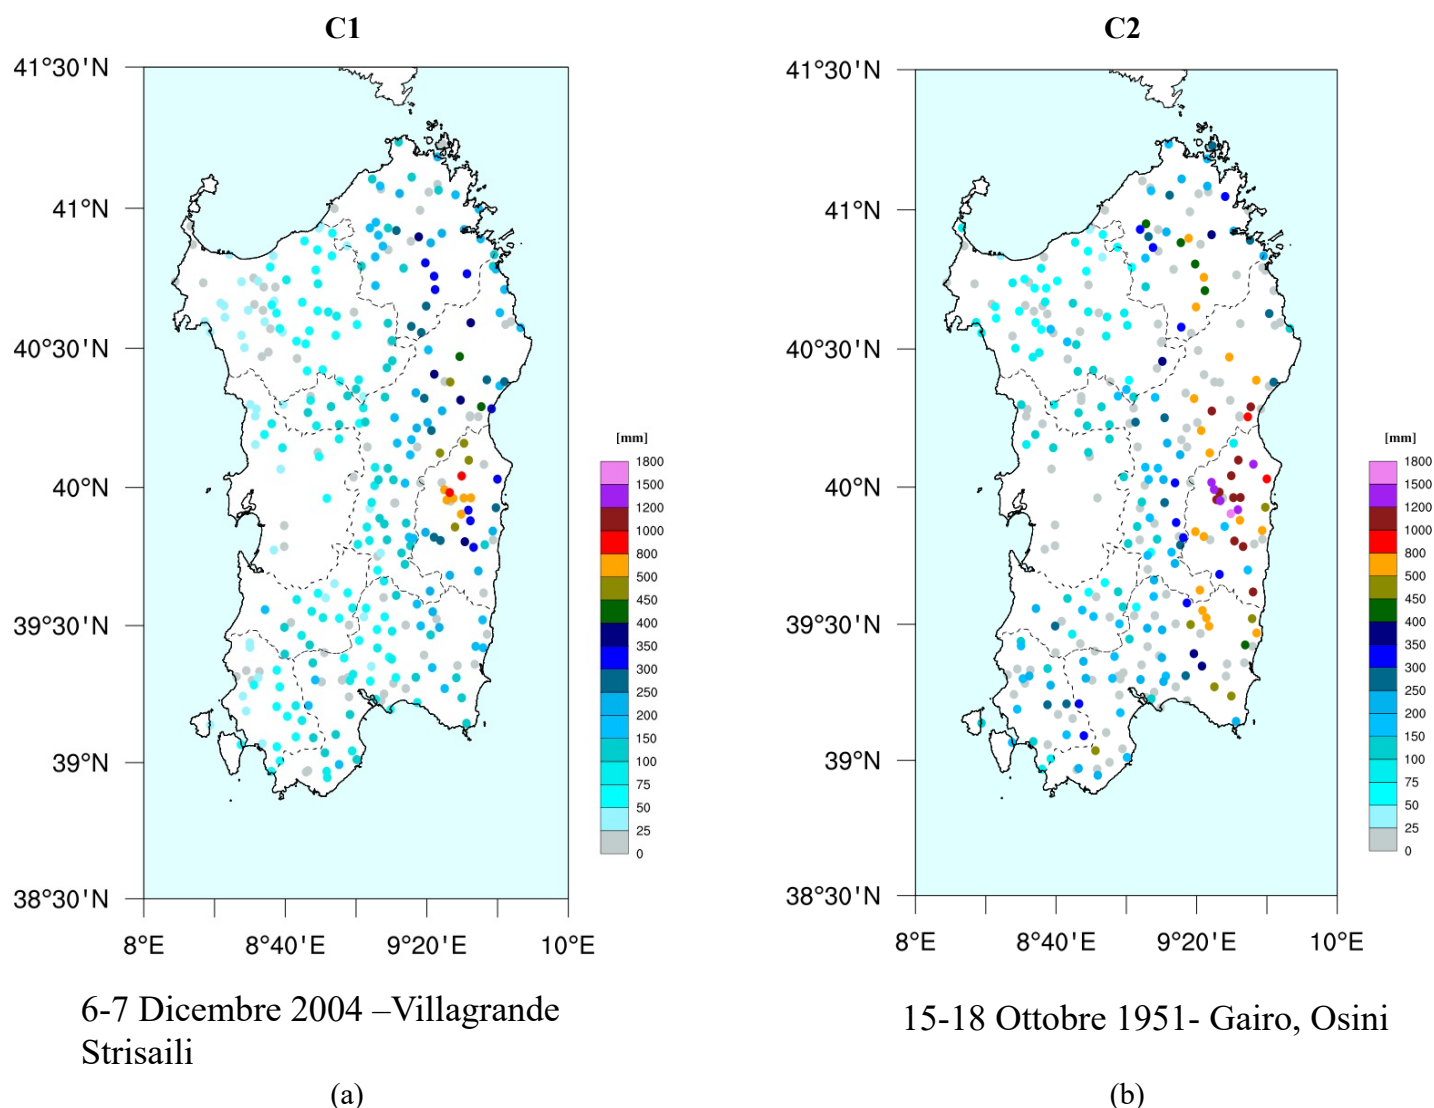 C1
C2
41°30'N
41°N
40°30'N
40°N
39°30'N
39°N
38°30'N
8°E
8°40'E
9°20'E
10°E
[mm]
1800
1500
1200
1000
800
500
450
400
350
300
250
200
150
100
75
50
25
0
41°30'N
41°N
40°30'N
40°N
39°30'N
39°N
38°30'N
8°E
8°40'E
9°20'E
10°E
[mm]
1800
1500
1200
1000
800
500
450
400
350
300
250
200
150
100
75
50
25
0
6-7 Dicembre 2004 –Villagrande
Strisaili
15-18 Ottobre 1951- Gairo, Osini
(a)
(b)